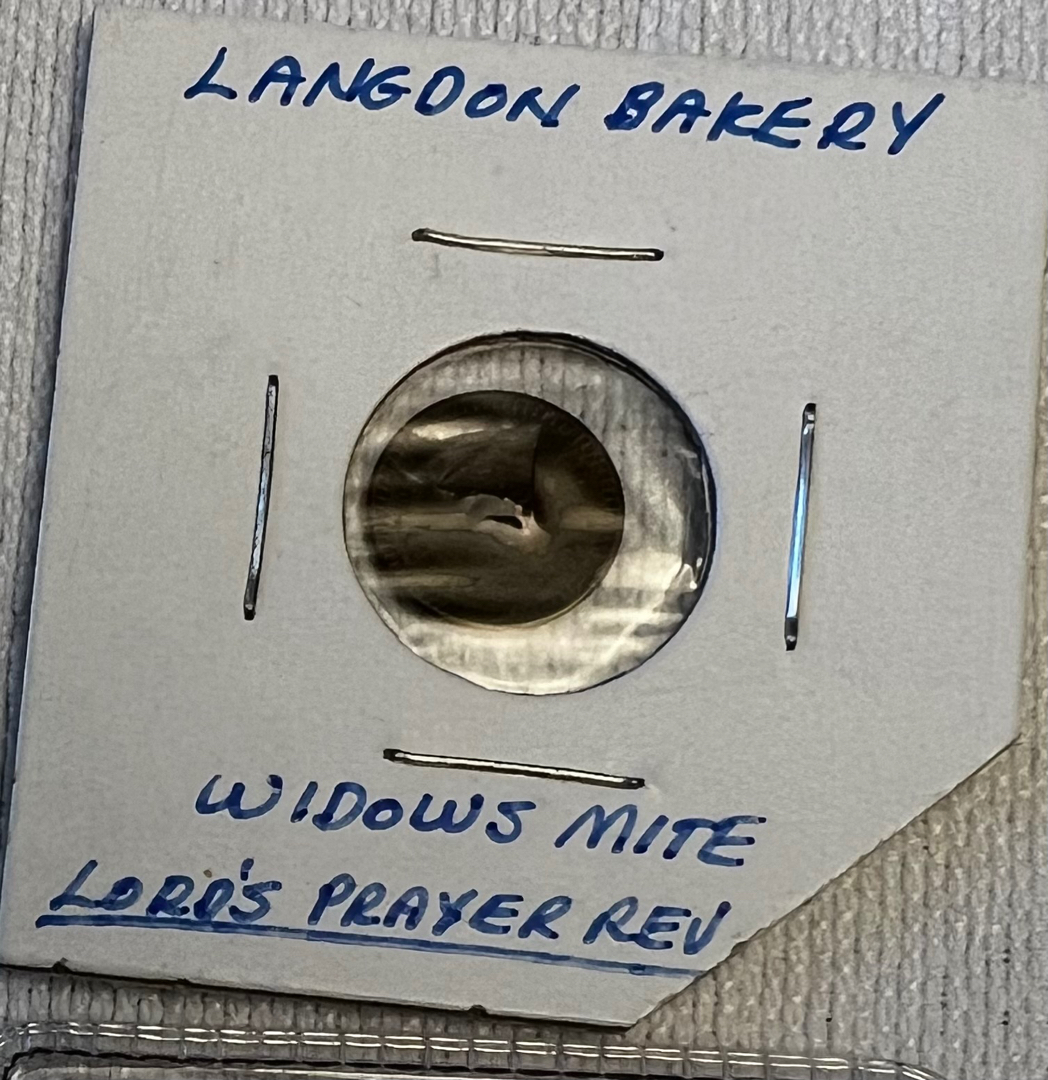 LANGDON BAKERY
WIDOWS MITE
LORD'S PRAYER REV